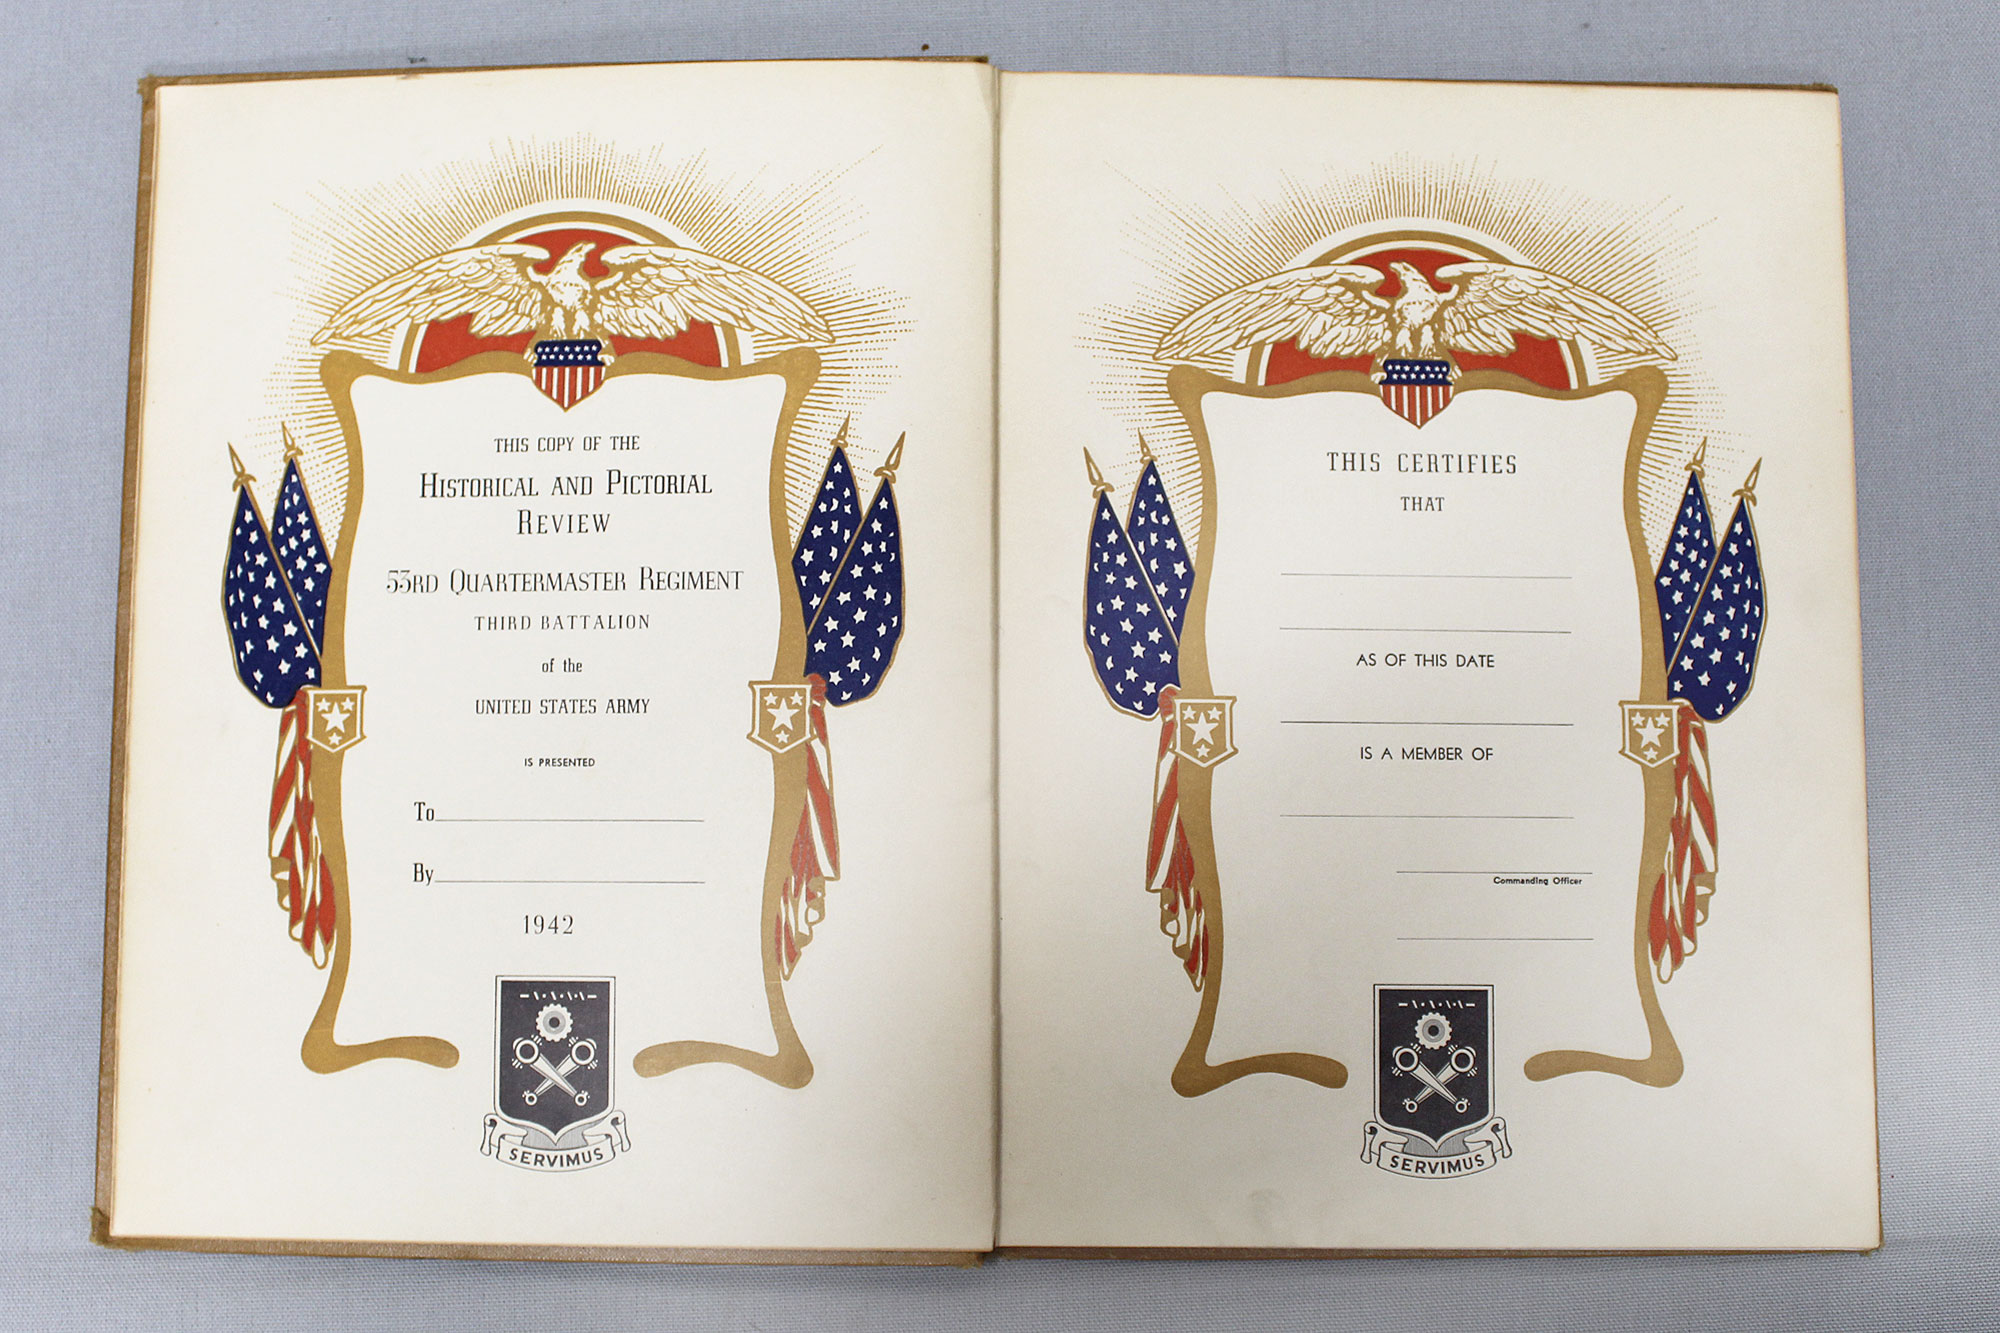 THIS COPY OF THE
HISTORICAL AND PICTORIAL
REVIEW
53RD QUARTERMASTER REGIMENT
THIRD BATTALION
of the
UNITED STATES ARMY
IS PRESENTED
To
By
1942
SERVIMUS
THIS CERTIFIES
THAT
AS OF THIS DATE
IS A MEMBER OF
Commanding Officer
SERVIMUS